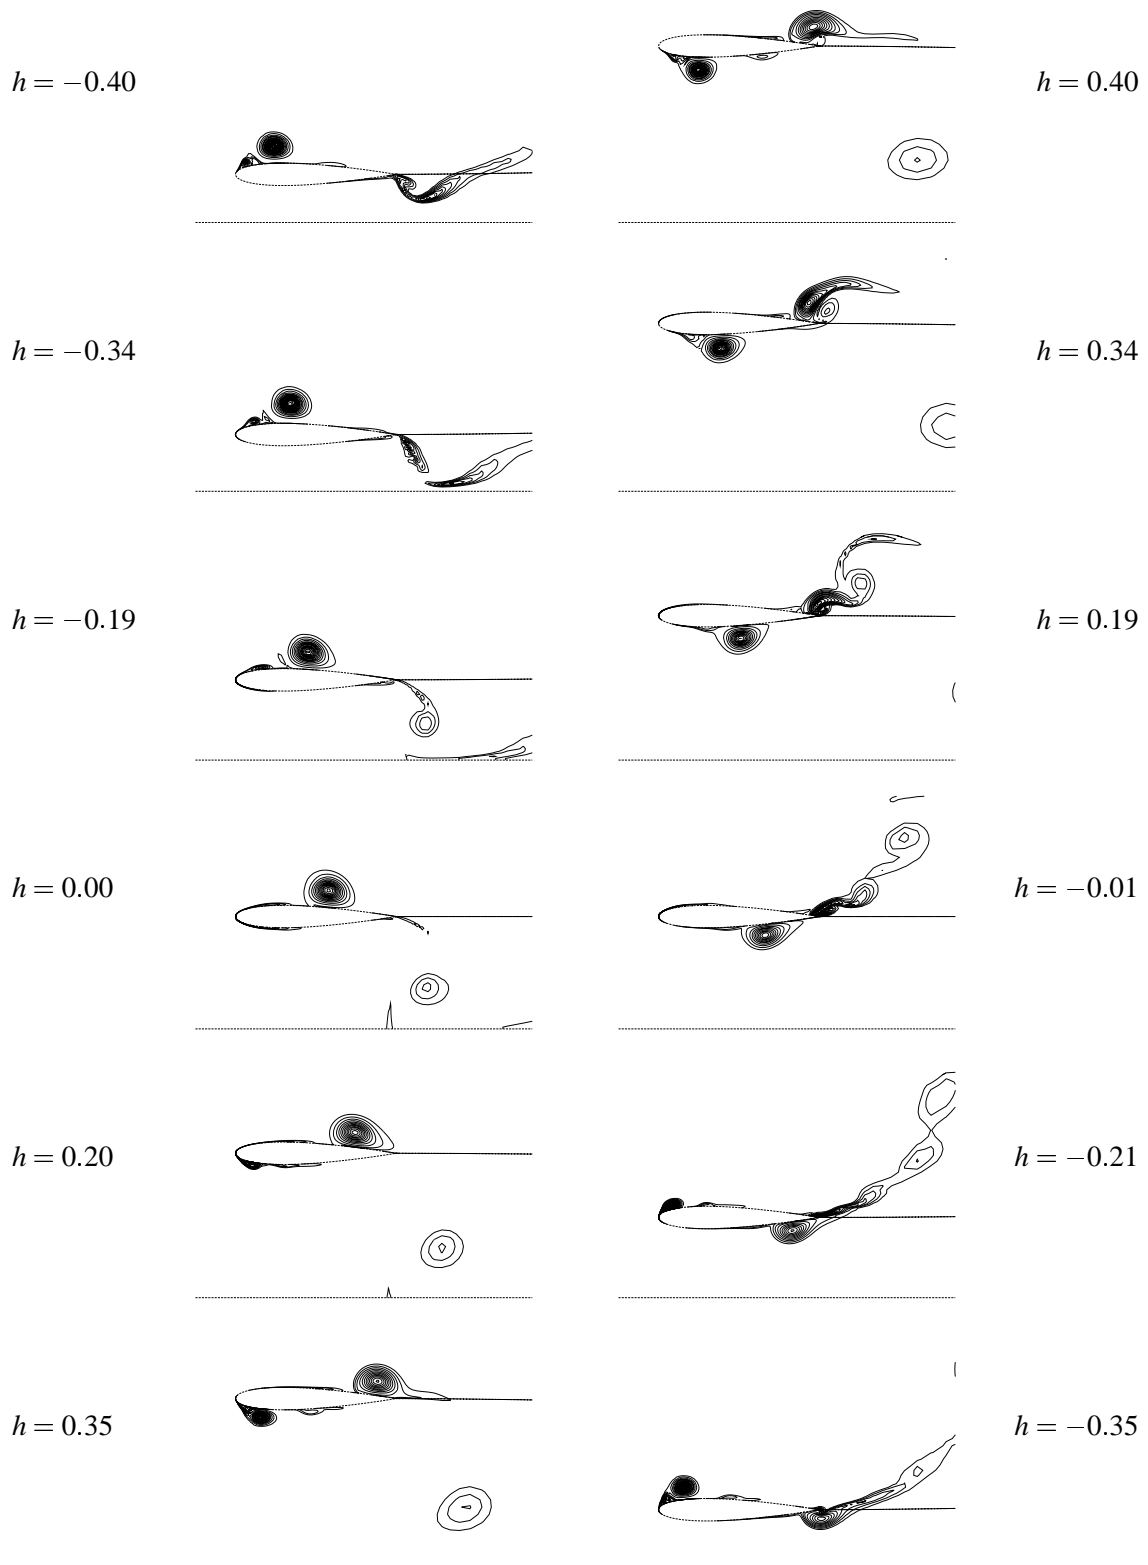 h = −0.40
h = 0.40
h = −0.34
h = 0.34
h = −0.19
h = 0.19
h = 0.00
h = −0.01
h = 0.20
h = −0.21
h = 0.35
h = −0.35